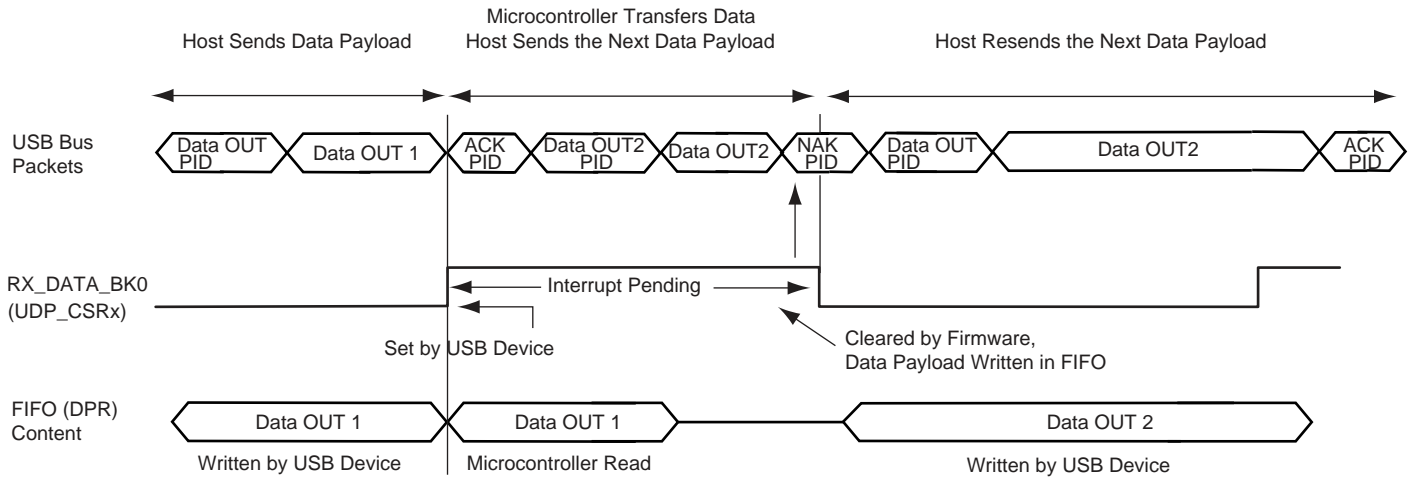 Host Sends Data Payload
Microcontroller Transfers Data
Host Sends the Next Data Payload
Host Resends the Next Data Payload
USB Bus
Packets
Data OUT
PID
Data OUT 1
ACK
PID
Data OUT2
PID
Data OUT2
NAK
PID
Data OUT
PID
Data OUT2
ACK
PID
RX_DATA_BK0
(UDP_CSRx)
Interrupt Pending
Set by USB Device
Cleared by Firmware,
Data Payload Written in FIFO
FIFO (DPR)
Content
Data OUT 1
Data OUT 1
Data OUT 2
Written by USB Device
Microcontroller Read
Written by USB Device